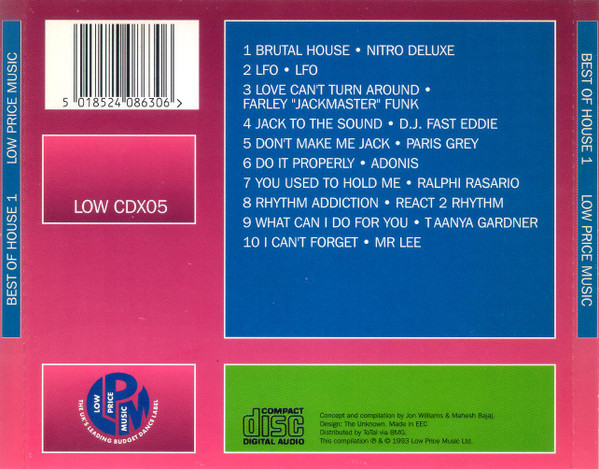 BEST OF HOUSE 1 LOW PRICE MUSIC
5 018524 086306 >
LOW CDX05
1 BRUTAL HOUSE • NITRO DELUXE
2 LFO • LFO
3 LOVE CAN'T TURN AROUND •
FARLEY "JACKMASTER" FUNK
4 JACK TO THE SOUND • D.J. FAST EDDIE
5 DON'T MAKE ME JACK • PARIS GREY
6 DO IT PROPERLY • ADONIS
7 YOU USED TO HOLD ME • RALPHI RASARIO
8 RHYTHM ADDICTION • REACT 2 RHYTHM
9 WHAT CAN I DO FOR YOU • TAANYA GARDNER
10 I CAN'T FORGET • MR LEE
BEST OF HOUSE 1 LOW PRICE MUSIC
LPM
LOW
PRICE
MUSIC
THE UK'S LEADING BUDGET DANCE LABEL
COMPACT
disc
DIGITAL AUDIO
Concept and compilation by Jon Williams & Mahesh Bajaj.
Design: The Unknown. Made in EEC
Distributed by ToTal via BMG.
This compilation ℗ & © 1993 Low Price Music Ltd.